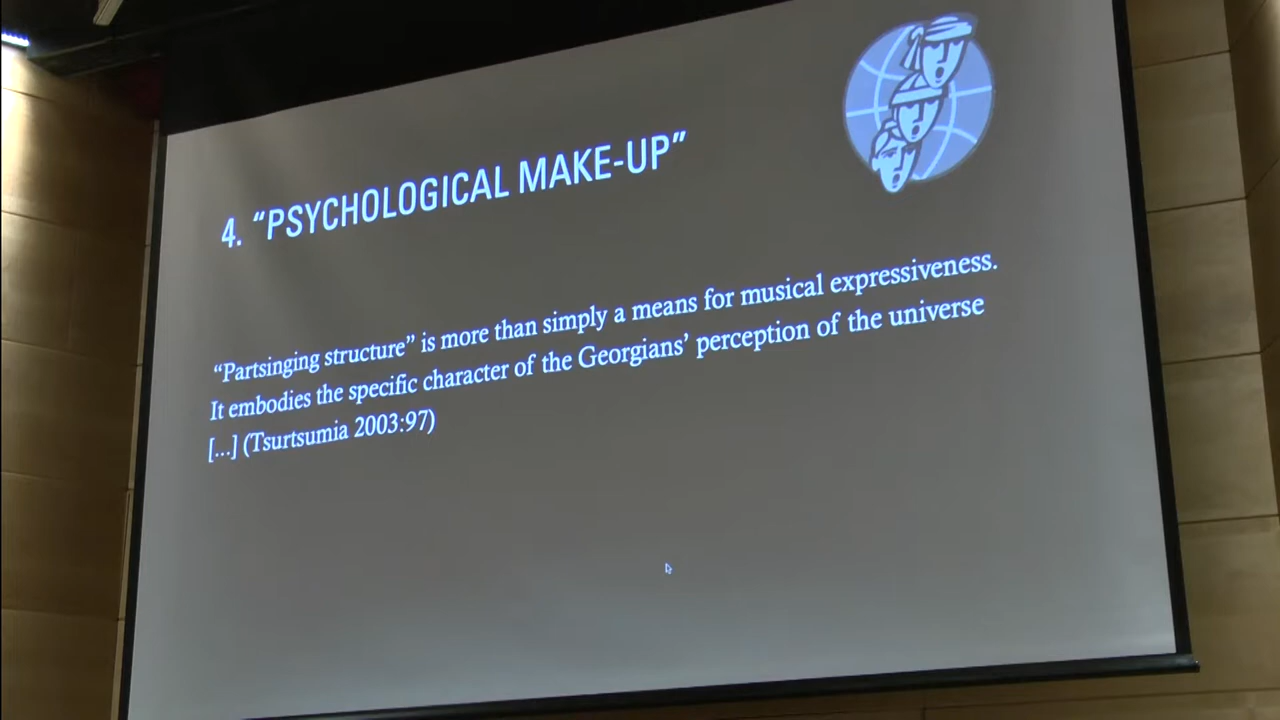 4. “PSYCHOLOGICAL MAKE-UP”
“Partsinging structure” is more than simply a means for musical expressiveness.
It embodies the specific character of the Georgians’ perception of the universe
[...] (Tsurtsumia 2003:97)